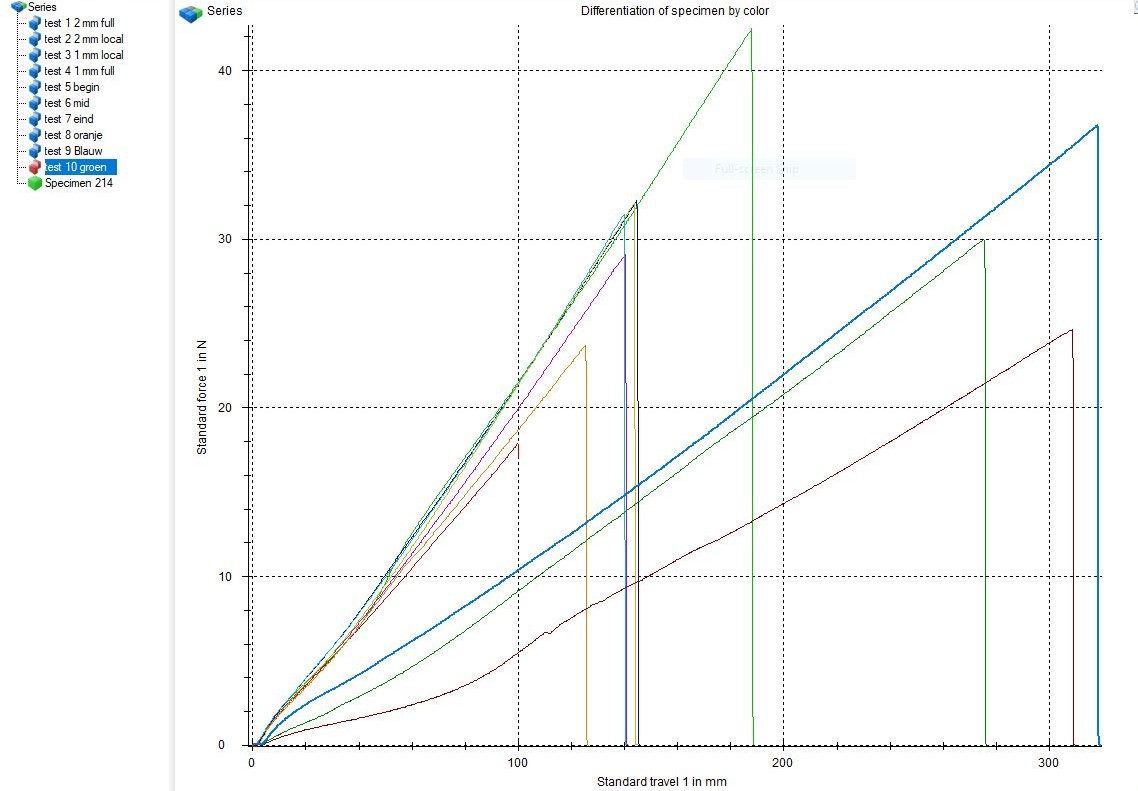 Series
test 1 2 mm full
test 2 2 mm local
test 3 1 mm local
test 4 1 mm full
test 5 begin
test 6 mid
test 7 eind
test 8 oranje
test 9 Blauw
test 10 groen
Specimen 214
Series
Differentiation of specimen by color
Full-screen Snip
Standard force 1 in N
40
30
20
10
0
0 100 200 300
Standard travel 1 in mm